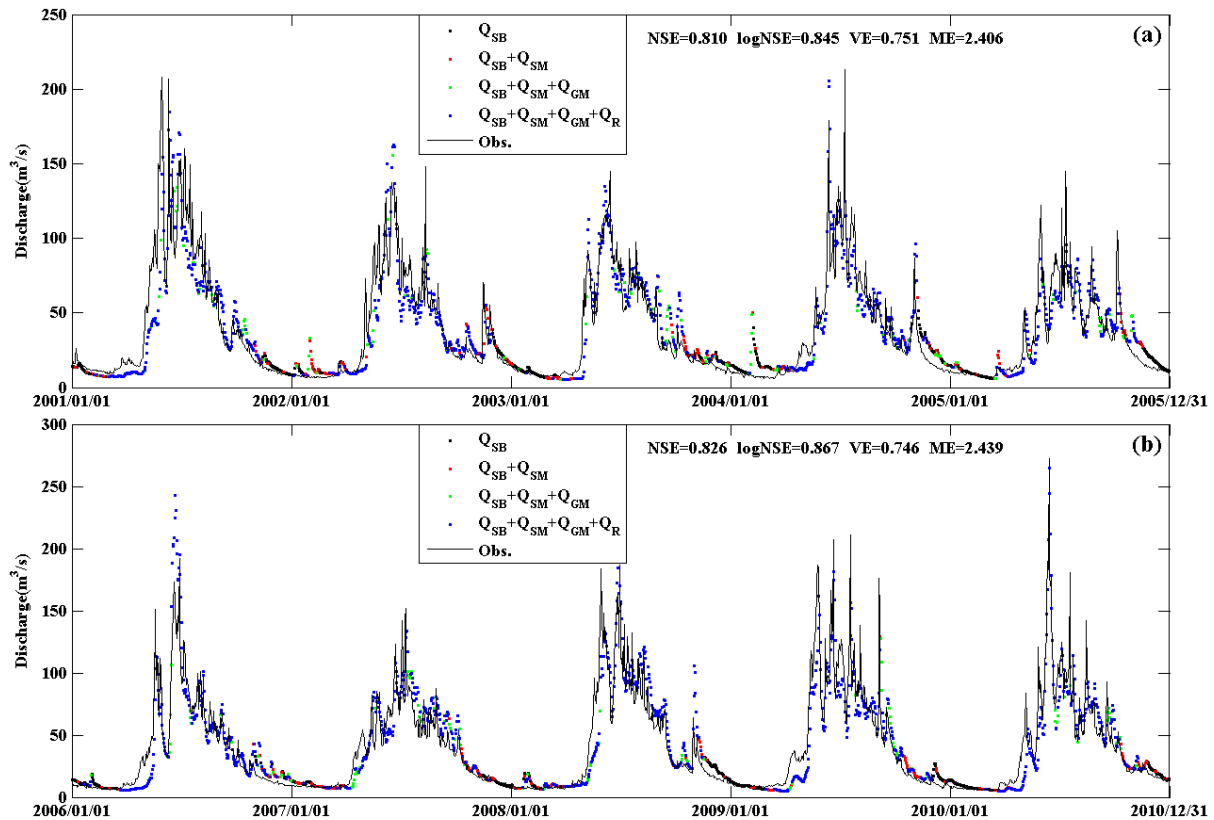 250
200
150
100
50
0
Discharge(m³/s)
Q_SB
Q_SB+Q_SM
Q_SB+Q_SM+Q_GM
Q_SB+Q_SM+Q_GM+Q_R
Obs.
NSE=0.810 logNSE=0.845 VE=0.751 ME=2.406
(a)
2001/01/01 2002/01/01 2003/01/01 2004/01/01 2005/01/01 2005/12/31
300
250
200
150
100
50
0
Discharge(m³/s)
Q_SB
Q_SB+Q_SM
Q_SB+Q_SM+Q_GM
Q_SB+Q_SM+Q_GM+Q_R
Obs.
NSE=0.826 logNSE=0.867 VE=0.746 ME=2.439
(b)
2006/01/01 2007/01/01 2008/01/01 2009/01/01 2010/01/01 2010/12/31